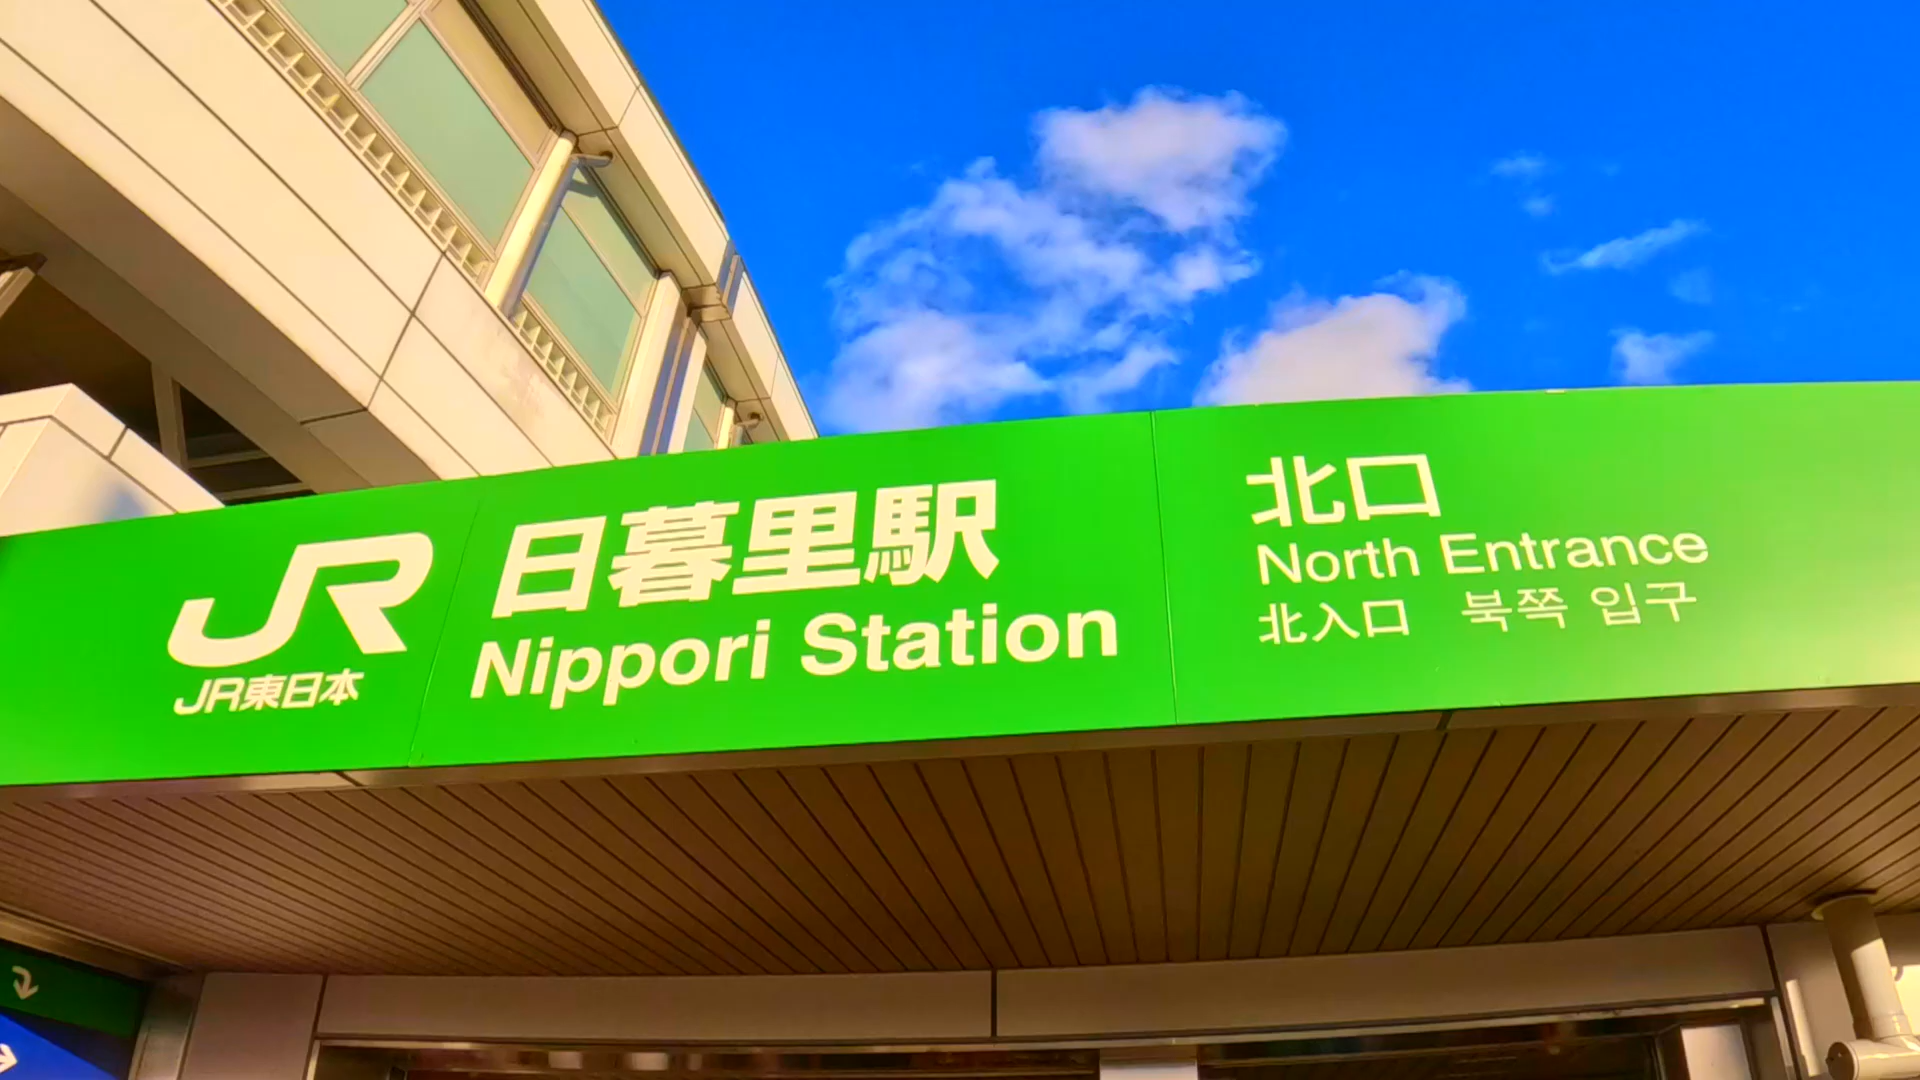 JR
JR東日本
日暮里駅
Nippori Station
北口
North Entrance
北入口 북쪽 입구